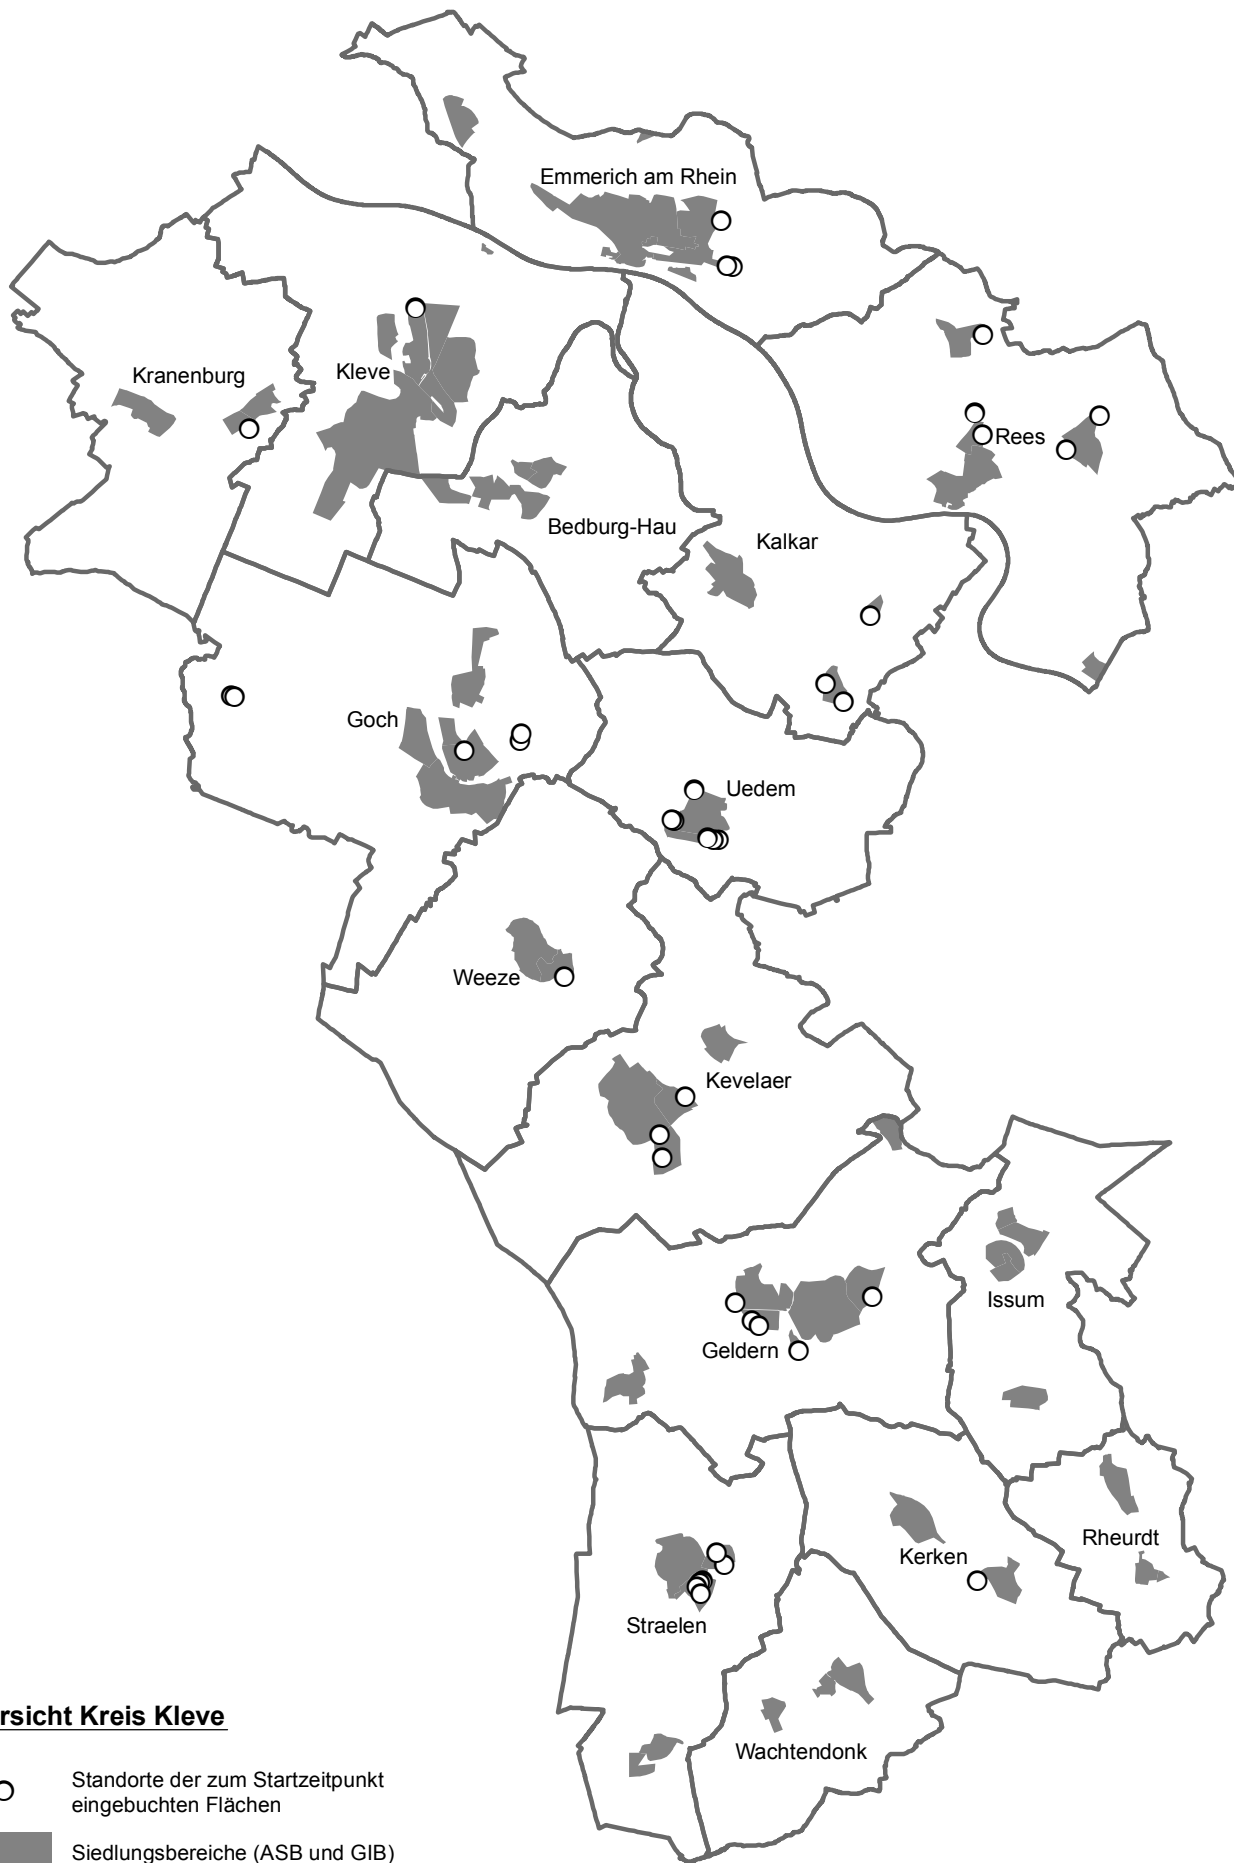 Emmerich am Rhein
Kranenburg
Kleve
Rees
Bedburg-Hau
Kalkar
Goch
Uedem
Weeze
Kevelaer
Issum
Geldern
Rheurdt
Kerken
Straelen
Wachtendonk
rsicht Kreis Kleve
Standorte der zum Startzeitpunkt
eingebuchten Flächen
Siedlungsbereiche (ASB und GIB)